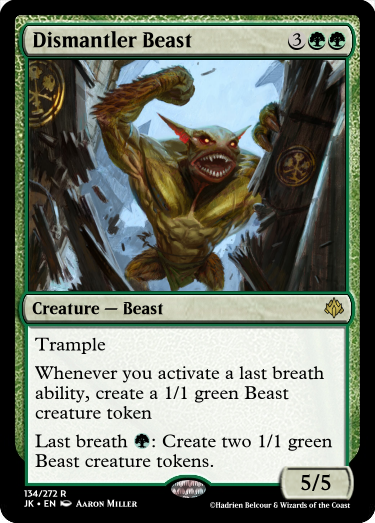 Dismantler Beast 3
Creature — Beast
Trample
Whenever you activate a last breath
ability, create a 1/1 green Beast
creature token
Last breath : Create two 1/1 green
Beast creature tokens.
5/5
134/272 R
JK • EN Aaron Miller
©Hadrien Belcour & Wizards of the Coast